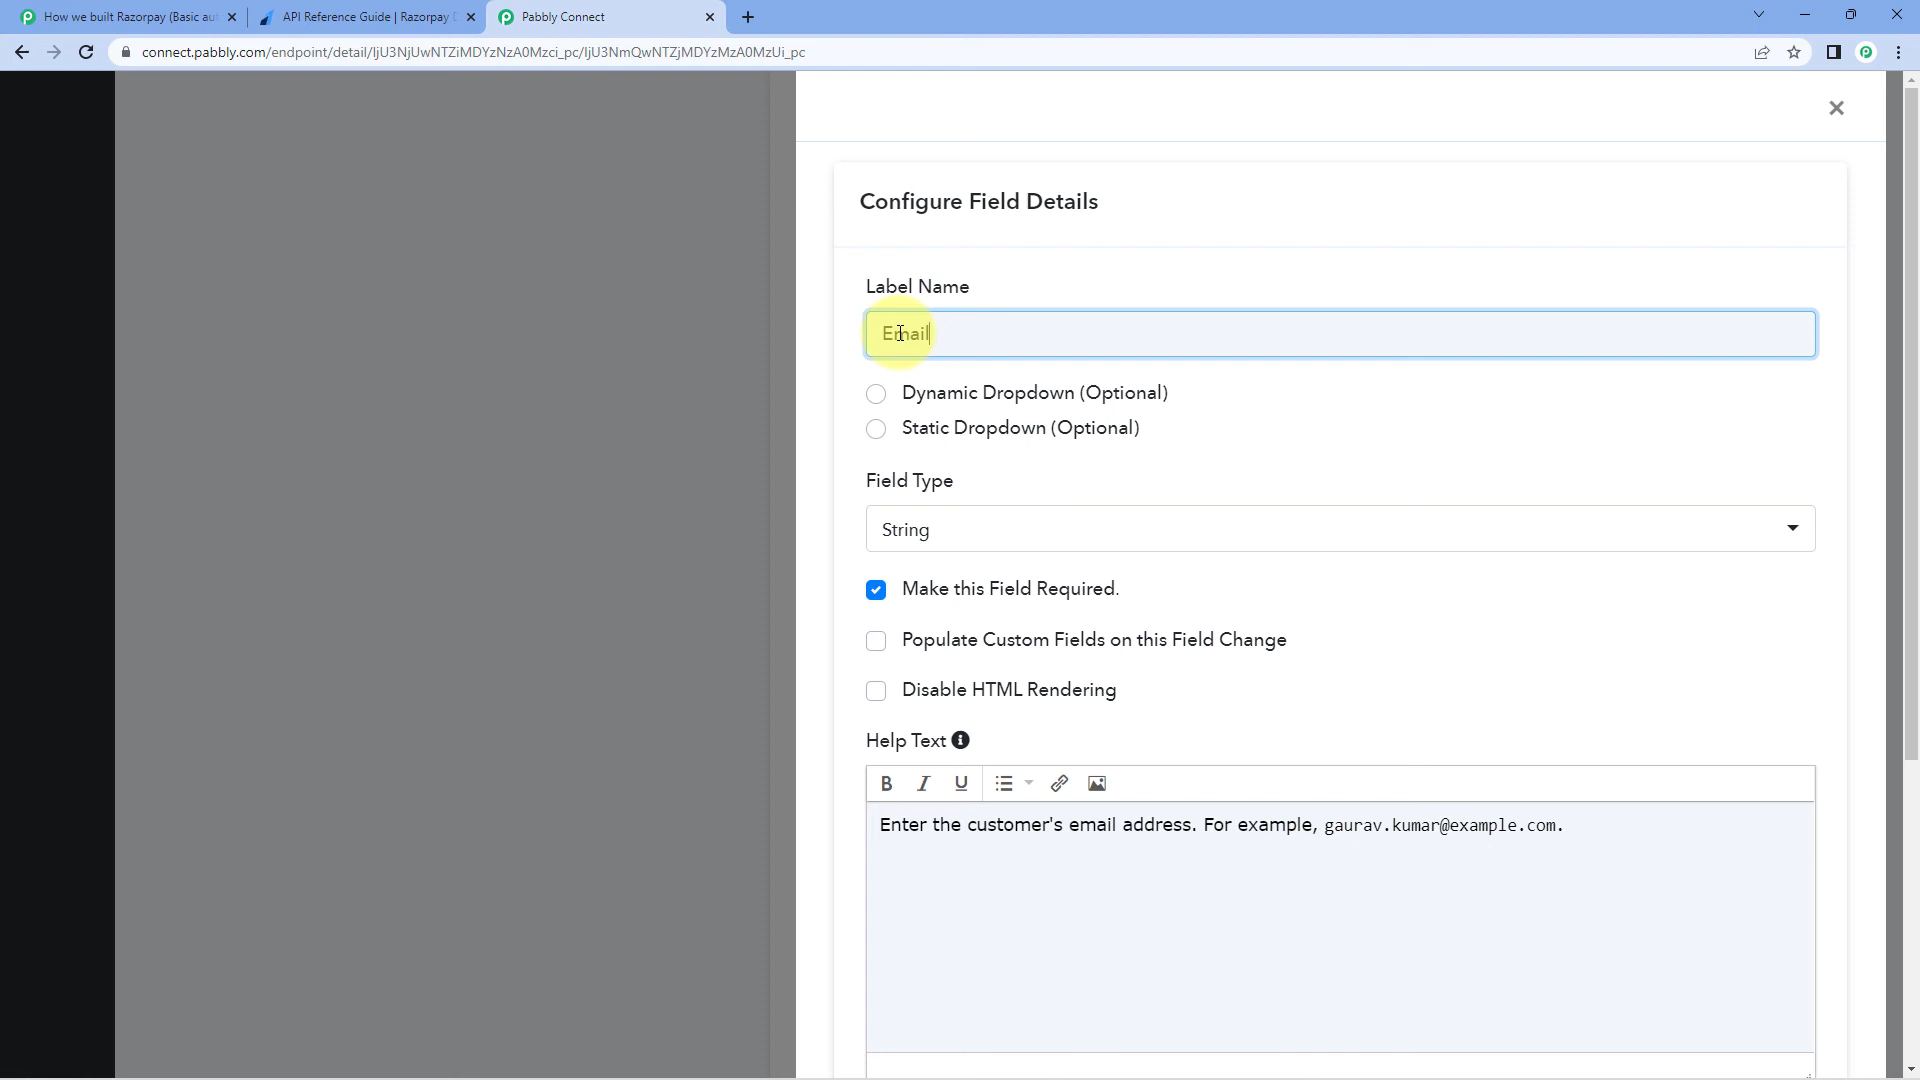 How we built Razorpay (Basic au
API Reference Guide | Razorpay D
Pabbly Connect
connect.pabbly.com/endpoint/detail/IjU3NjUwNTZiMDYzNzA0Mzci_pc/IjU3NmQwNTZjMDYzMzA0MzUi_pc
Configure Field Details
Label Name
Email
Dynamic Dropdown (Optional)
Static Dropdown (Optional)
Field Type
String
Make this Field Required.
Populate Custom Fields on this Field Change
Disable HTML Rendering
Help Text
B I U
Enter the customer's email address. For example, gaurav.kumar@example.com.